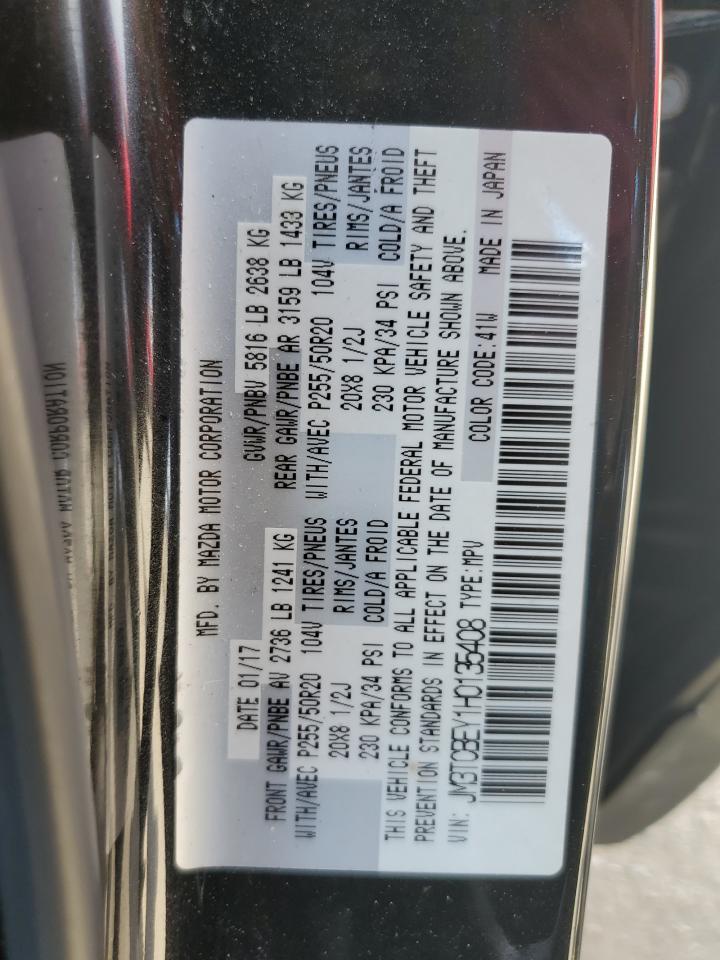 MFD. BY MAZDA MOTOR CORPORATION
DATE 01/17 GVWR/PNBV 5816 LB 2638 KG
FRONT GAWR/PNBE AV 2736 LB 1241 KG REAR GAWR/PNBE AR 3159 LB 1433 KG
WITH/AVEC P255/50R20 104V TIRES/PNEUS WITH/AVEC P255/50R20 104V TIRES/PNEUS
20X8 1/2J RIMS/JANTES 20X8 1/2J RIMS/JANTES
230 KPA/34 PSI COLD/A FROID 230 KPA/34 PSI COLD/A FROID
THIS VEHICLE CONFORMS TO ALL APPLICABLE FEDERAL MOTOR VEHICLE SAFETY AND THEFT
PREVENTION STANDARDS IN EFFECT ON THE DATE OF MANUFACTURE SHOWN ABOVE.
VIN: JM3TCBEY1H0135408 TYPE:MPV COLOR CODE:41W MADE IN JAPAN